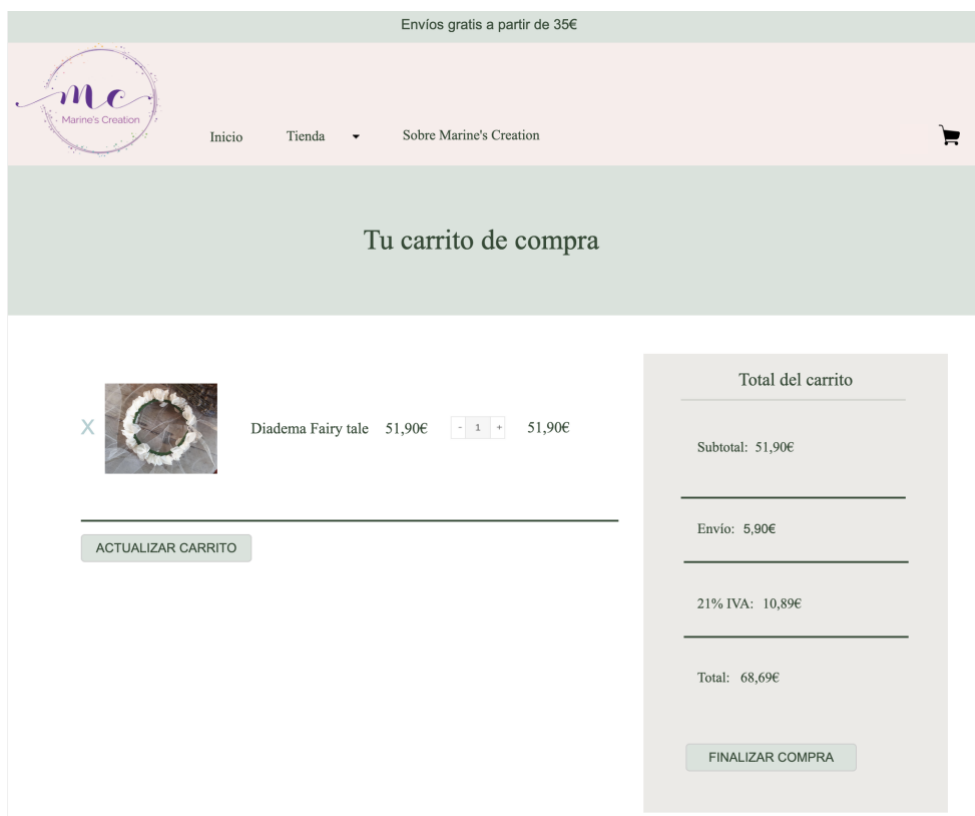 Envíos gratis a partir de 35€
mc
Marine's Creation
Inicio Tienda Sobre Marine's Creation
Tu carrito de compra
X Diadema Fairy tale 51,90€ - 1 + 51,90€
ACTUALIZAR CARRITO
Total del carrito
Subtotal: 51,90€
Envío: 5,90€
21% IVA: 10,89€
Total: 68,69€
FINALIZAR COMPRA